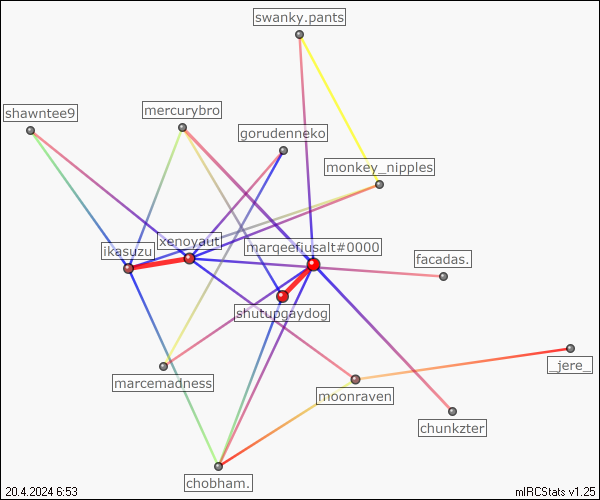 swanky.pants
shawntee9
mercurybro
gorudenneko
monkey_nipples
ikasuzu
xenoyaut
marqeefiusalt#0000
facadas.
shutupgaydog
marcemadness
moonraven
_jere_
chunkzter
chobham.
20.4.2024 6:53
mIRCStats v1.25